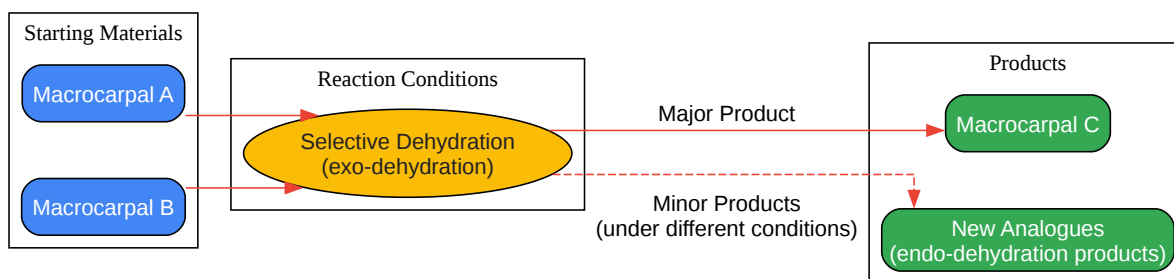 Starting Materials
Macrocarpal A
Macrocarpal B
Reaction Conditions
Selective Dehydration
(exo-dehydration)
Major Product
Minor Products
(under different conditions)
Products
Macrocarpal C
New Analogues
(endo-dehydration products)